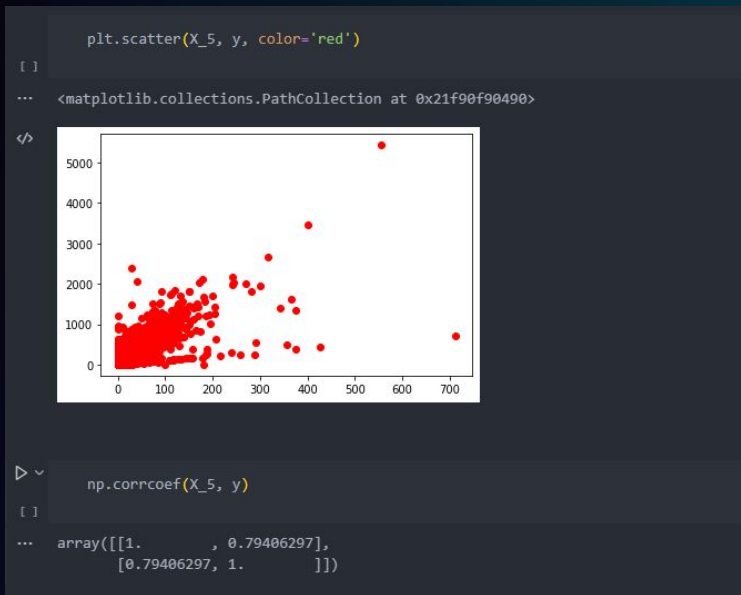 plt.scatter(X_5, y, color='red')
[ ]
... <matplotlib.collections.PathCollection at 0x21f90f90490>
</>
5000
4000
3000
2000
1000
0
0 100 200 300 400 500 600 700
np.corrcoef(X_5, y)
[ ]
... array([[1.        , 0.79406297],
       [0.79406297, 1.        ]])